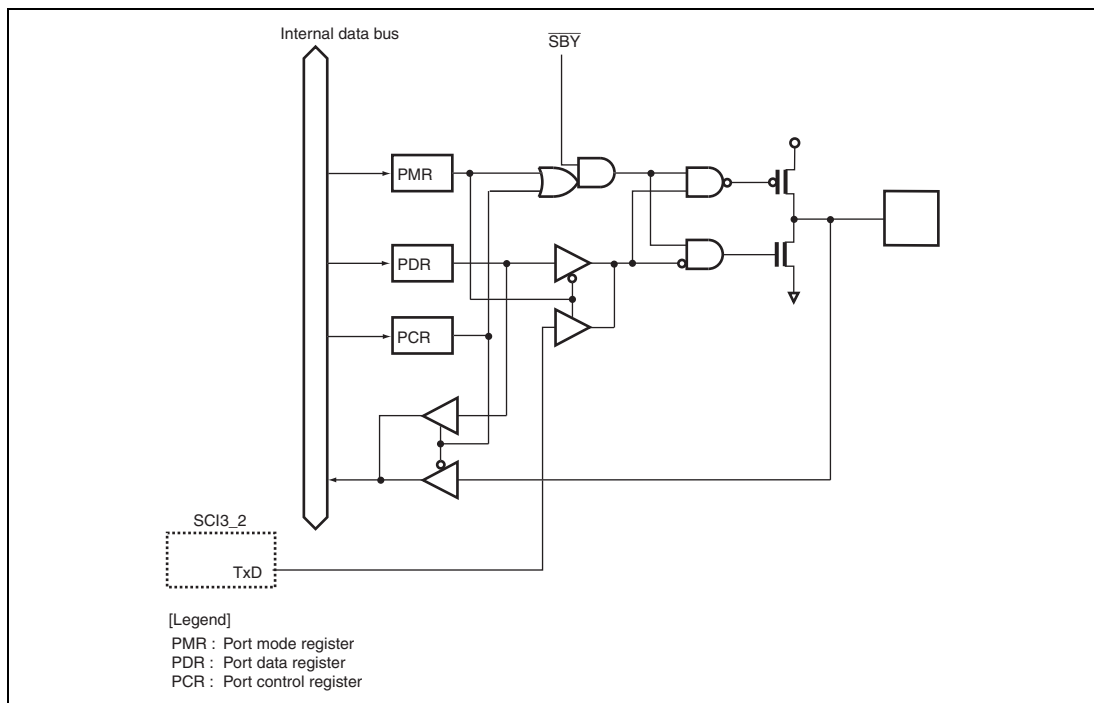 Internal data bus
SBY
PMR
PDR
PCR
SCI3_2
TxD
[Legend]
PMR : Port mode register
PDR : Port data register
PCR : Port control register